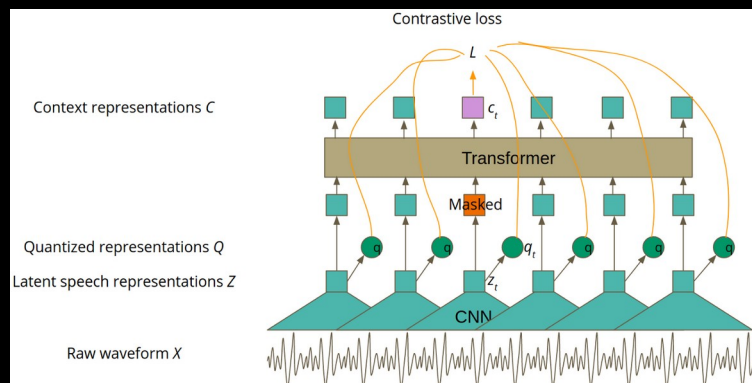 Contrastive loss
L
Context representations C
c_t
Transformer
Masked
Quantized representations Q
q q q_t q q q
Latent speech representations Z
z_t
CNN
Raw waveform X